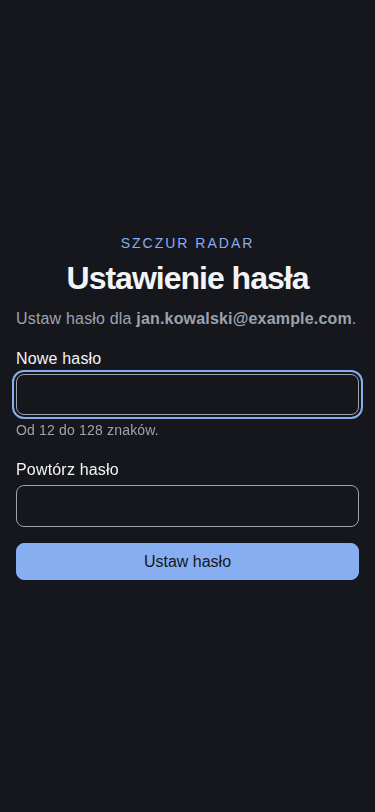 SZCZUR RADAR
Ustawienie hasła
Ustaw hasło dla jan.kowalski@example.com.
Nowe hasło
Od 12 do 128 znaków.
Powtórz hasło
Ustaw hasło